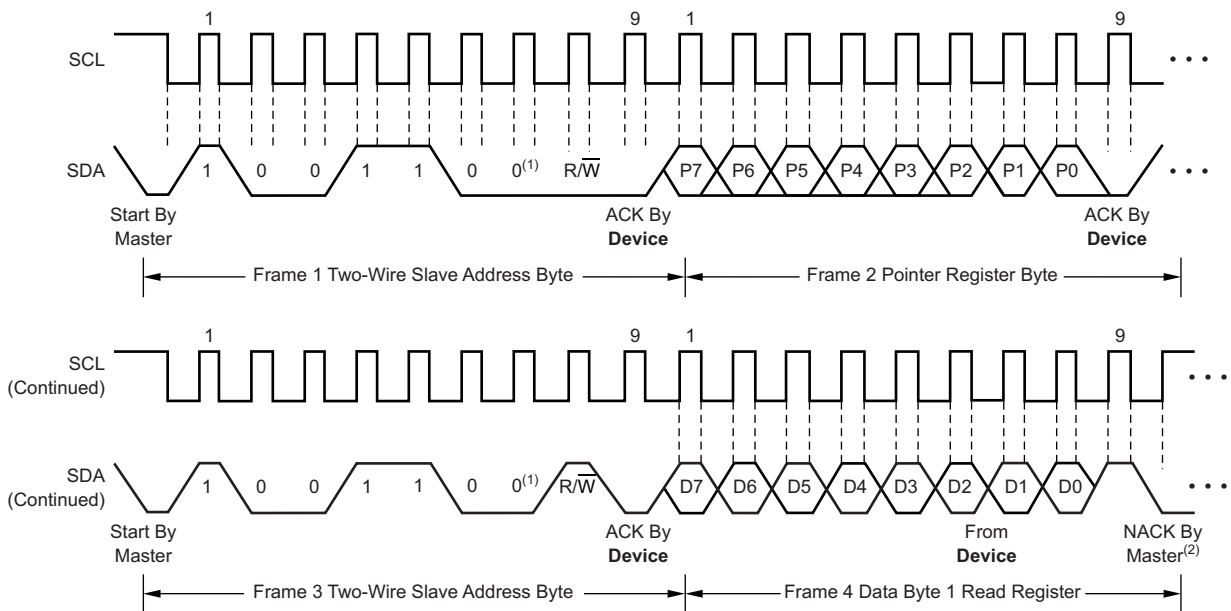 1 9 1 9
SCL
SDA
1 0 0 1 1 0 0(1) R/W̅ P7 P6 P5 P4 P3 P2 P1 P0
Start By
Master
ACK By
Device
ACK By
Device
Frame 1 Two-Wire Slave Address Byte
Frame 2 Pointer Register Byte
1 9 1 9
SCL
(Continued)
SDA
(Continued)
1 0 0 1 1 0 0(1) R/W̅ D7 D6 D5 D4 D3 D2 D1 D0
Start By
Master
ACK By
Device
From
Device
NACK By
Master(2)
Frame 3 Two-Wire Slave Address Byte
Frame 4 Data Byte 1 Read Register